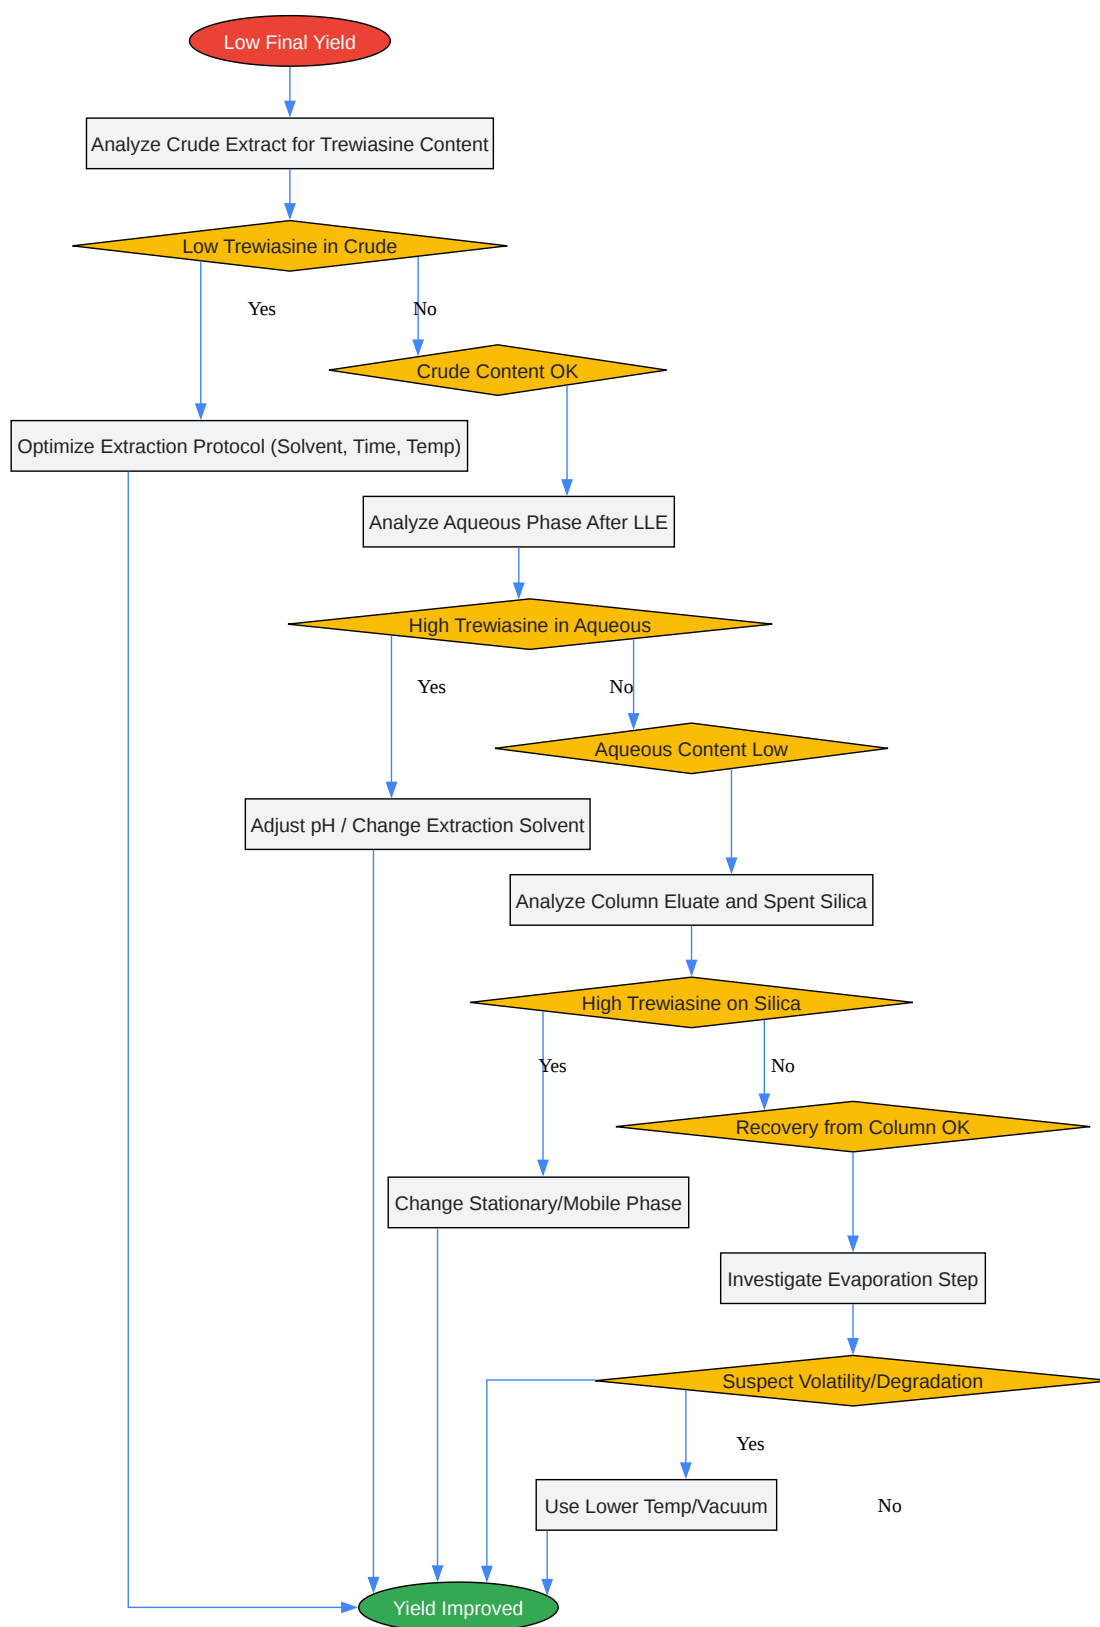 Low Final Yield
Analyze Crude Extract for Trewiasine Content
Low Trewiasine in Crude
Yes
No
Crude Content OK
Optimize Extraction Protocol (Solvent, Time, Temp)
Analyze Aqueous Phase After LLE
High Trewiasine in Aqueous
Yes
No
Aqueous Content Low
Adjust pH / Change Extraction Solvent
Analyze Column Eluate and Spent Silica
High Trewiasine on Silica
Yes
No
Recovery from Column OK
Change Stationary/Mobile Phase
Investigate Evaporation Step
Suspect Volatility/Degradation
Yes
Use Lower Temp/Vacuum
No
Yield Improved